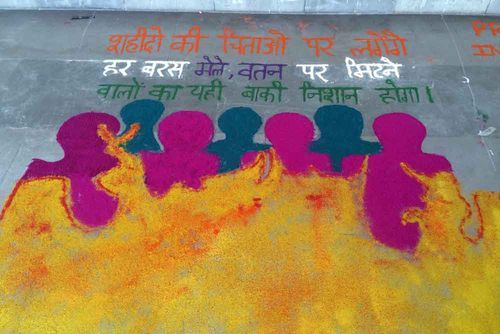 शहीदो की चिताओ पर लगेंगे
हर बरस मेले, वतन पर मिटने
वालो का यही बाकी निशान होगा।